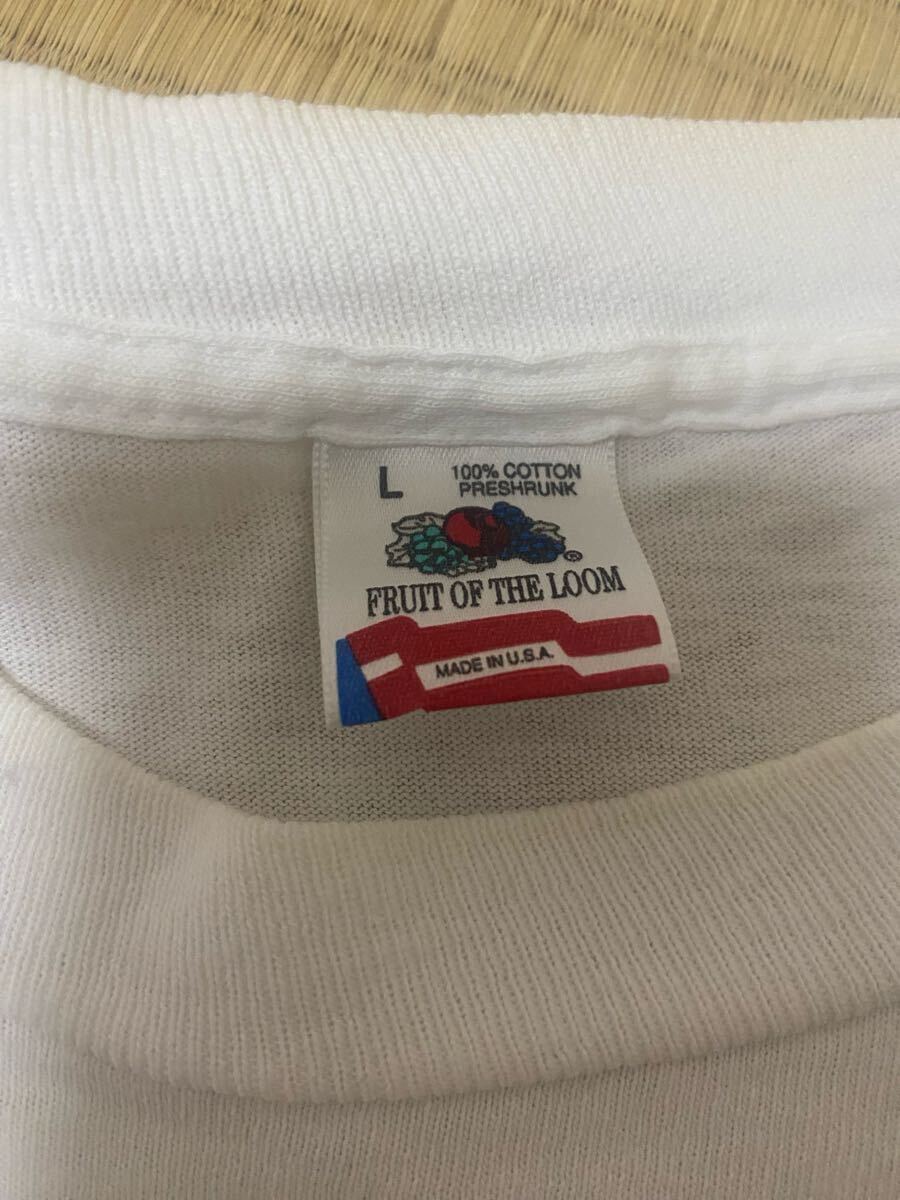 L 100% COTTON
PRESHRUNK
®
FRUIT OF THE LOOM
MADE IN U.S.A.